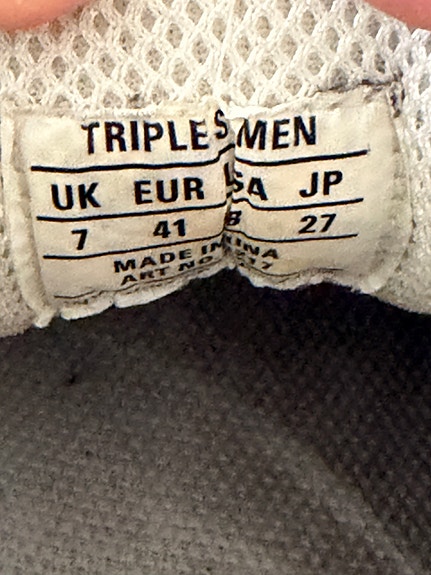 TRIPLE S MEN
UK EUR SA JP
7 41 8 27
MADE IN
ART NO